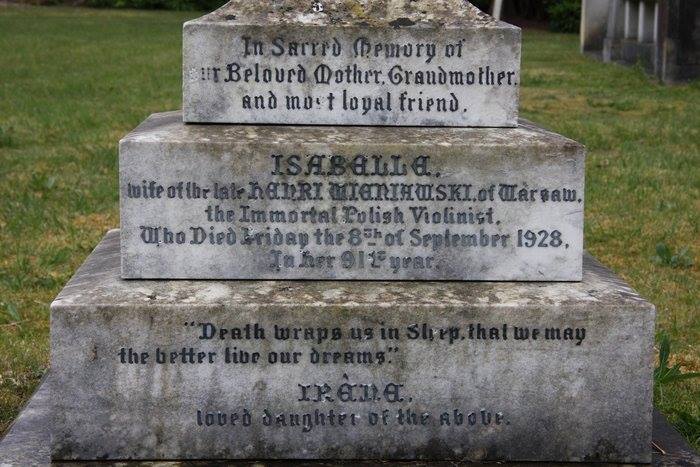 In Sacred Memory of
ur Beloved Mother, Grandmother,
and most loyal friend.
ISABELLE,
wife of the late HENRI WIENIAWSKI, of Warsaw,
the Immortal Polish Violinist,
Who Died Friday the 8th of September 1928,
In her 91st year.
"Death wraps us in Sleep, that we may
the better live our dreams."
IRÈNE,
loved daughter of the above.